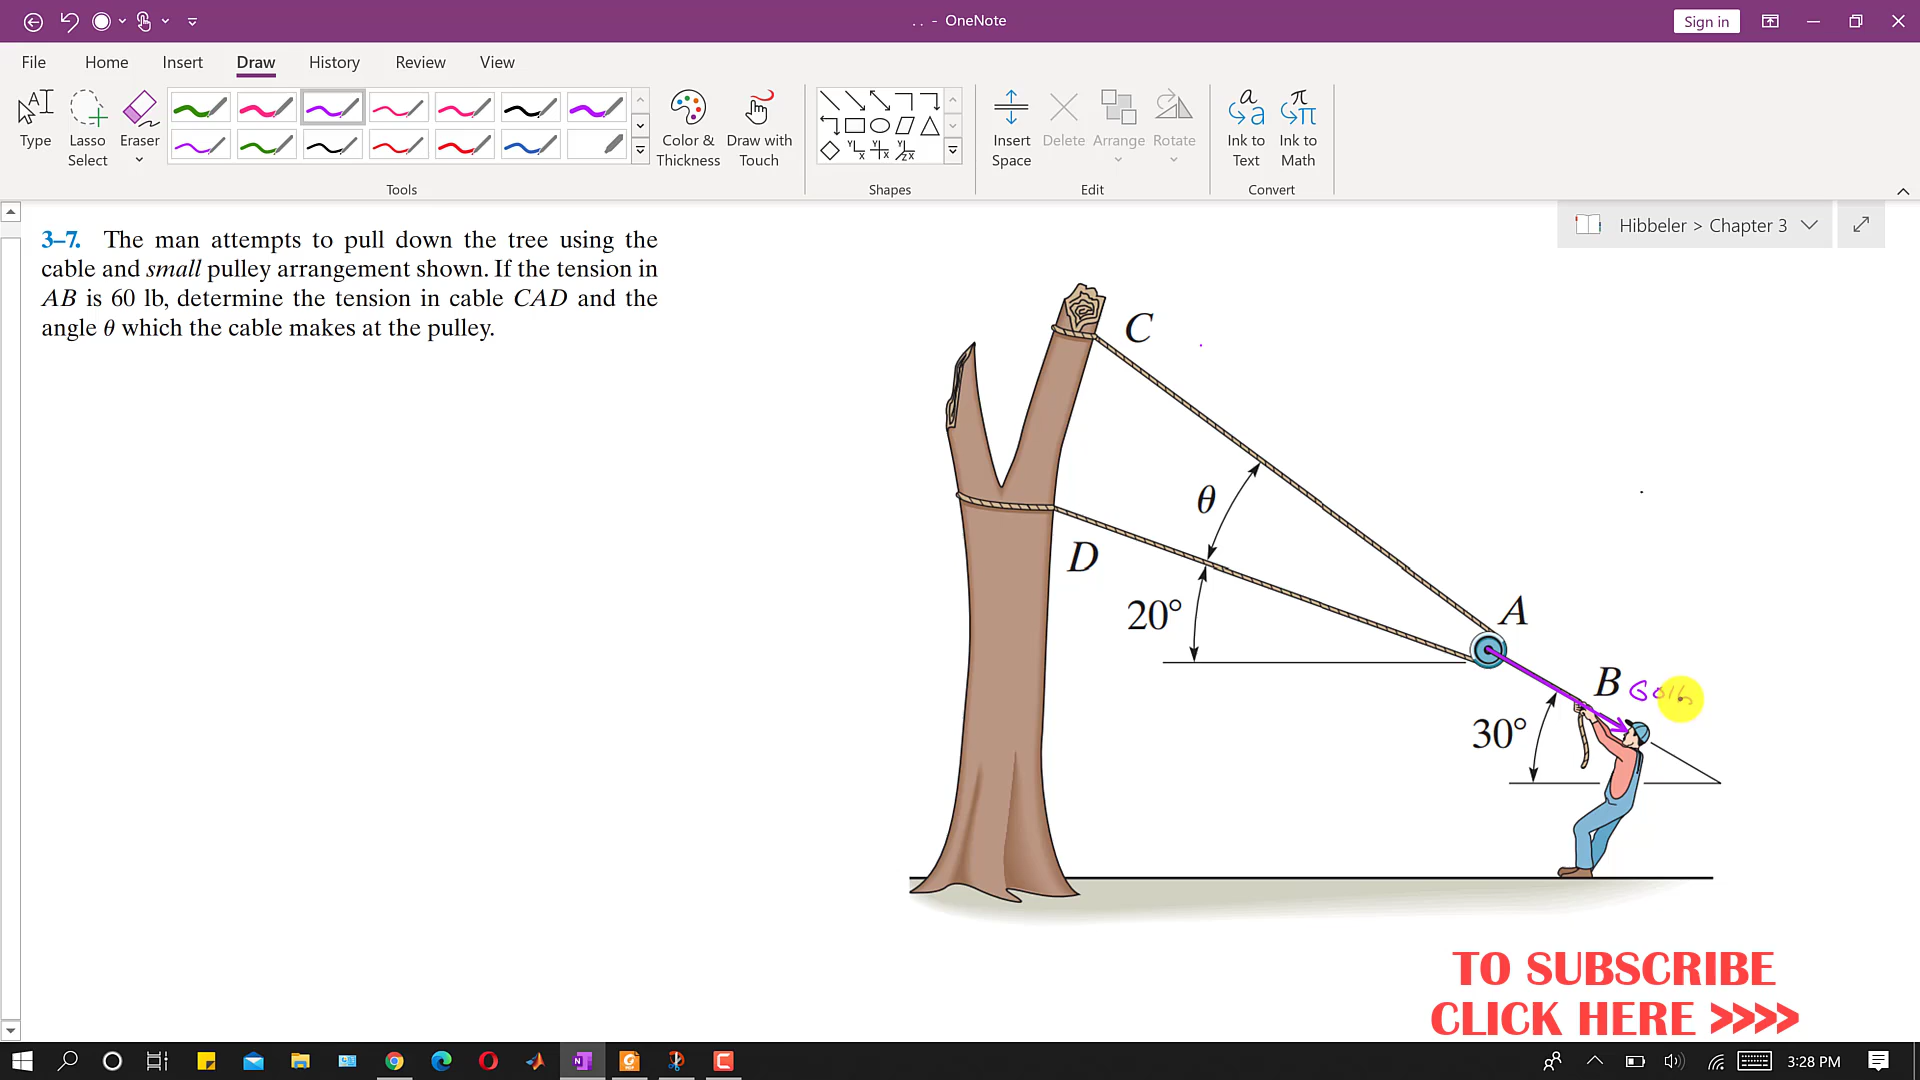 . . - OneNote
Sign in
File Home Insert Draw History Review View
Type
Lasso Select
Eraser
Color & Thickness
Draw with Touch
Insert Space
Delete
Arrange
Rotate
Ink to Text
Ink to Math
Tools
Shapes
Edit
Convert
Hibbeler > Chapter 3
3–7. The man attempts to pull down the tree using the
cable and small pulley arrangement shown. If the tension in
AB is 60 lb, determine the tension in cable CAD and the
angle θ which the cable makes at the pulley.
C
θ
D
20°
A
B 60lb
30°
TO SUBSCRIBE
CLICK HERE >>>>
3:28 PM